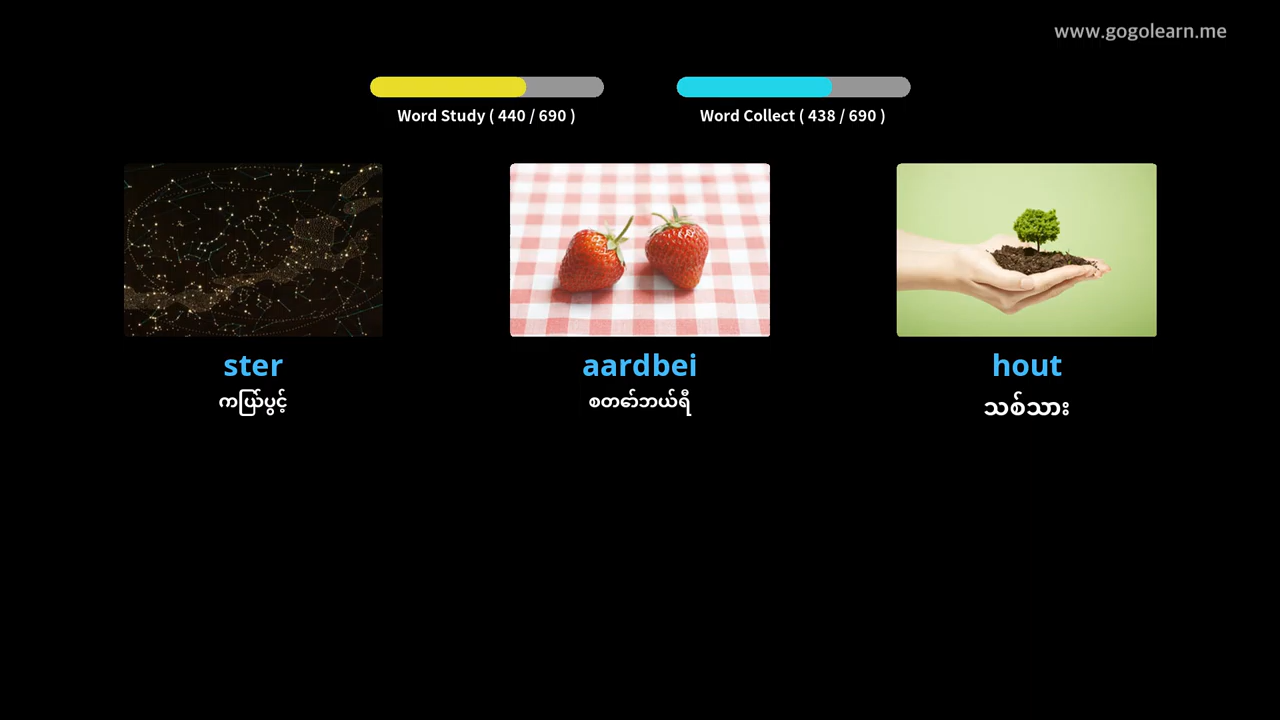 www.gogolearn.me
Word Study ( 440 / 690 )
Word Collect ( 438 / 690 )
ster
ကြယ်ပွင့်
aardbei
စတော်ဘယ်ရီ
hout
သစ်သား